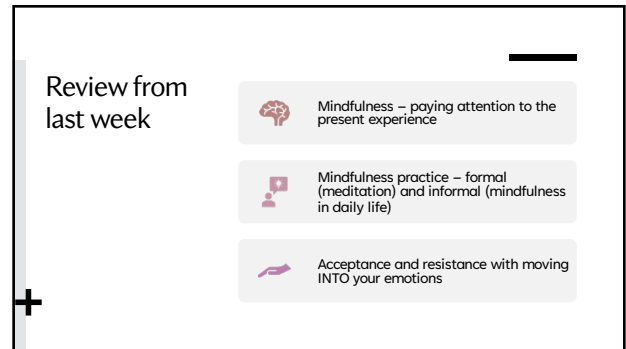 Review from
last week
Mindfulness – paying attention to the
present experience
Mindfulness practice – formal
(meditation) and informal (mindfulness
in daily life)
Acceptance and resistance with moving
INTO your emotions